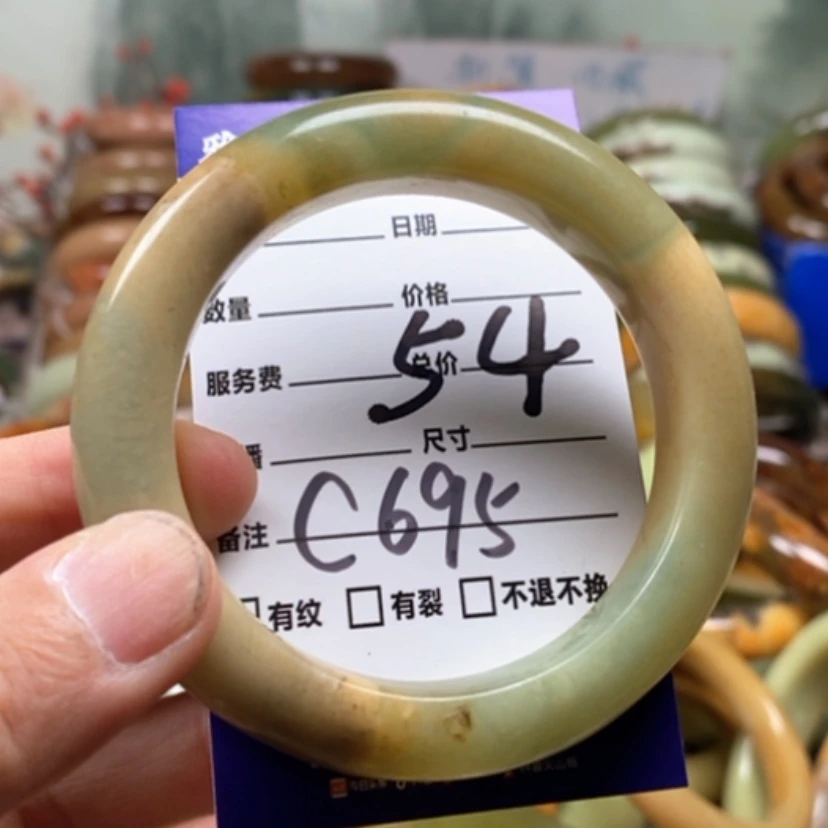 日期
数量 价格
54
服务费 总价
播 尺寸
备注 C695
有纹 有裂 不退不换